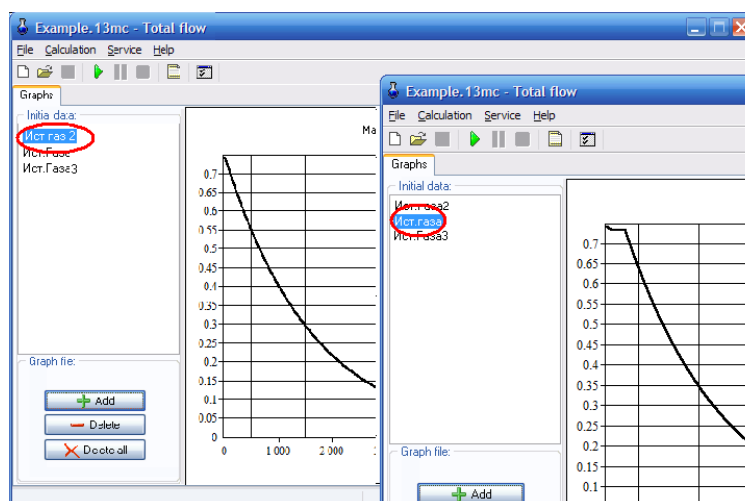 Example.13mc - Total flow
File Calculation Service Help
Graphs
Initia data:
Ист газ 2
Ист.Газа3
Ma
0.7
0.65
0.6
0.55
0.5
0.45
0.4
0.35
0.3
0.25
0.2
0.15
0.1
0.05
0
0 1 000 2 000
Graph file:
Add
Delete
Delete all
Example.13mc - Total flow
File Calculation Service Help
Graphs
Initial data:
Ист.Газа2
Ист.газа
Ист.Газа3
0.7
0.65
0.6
0.55
0.5
0.45
0.4
0.35
0.3
0.25
0.2
0.15
0.1
Graph file:
Add